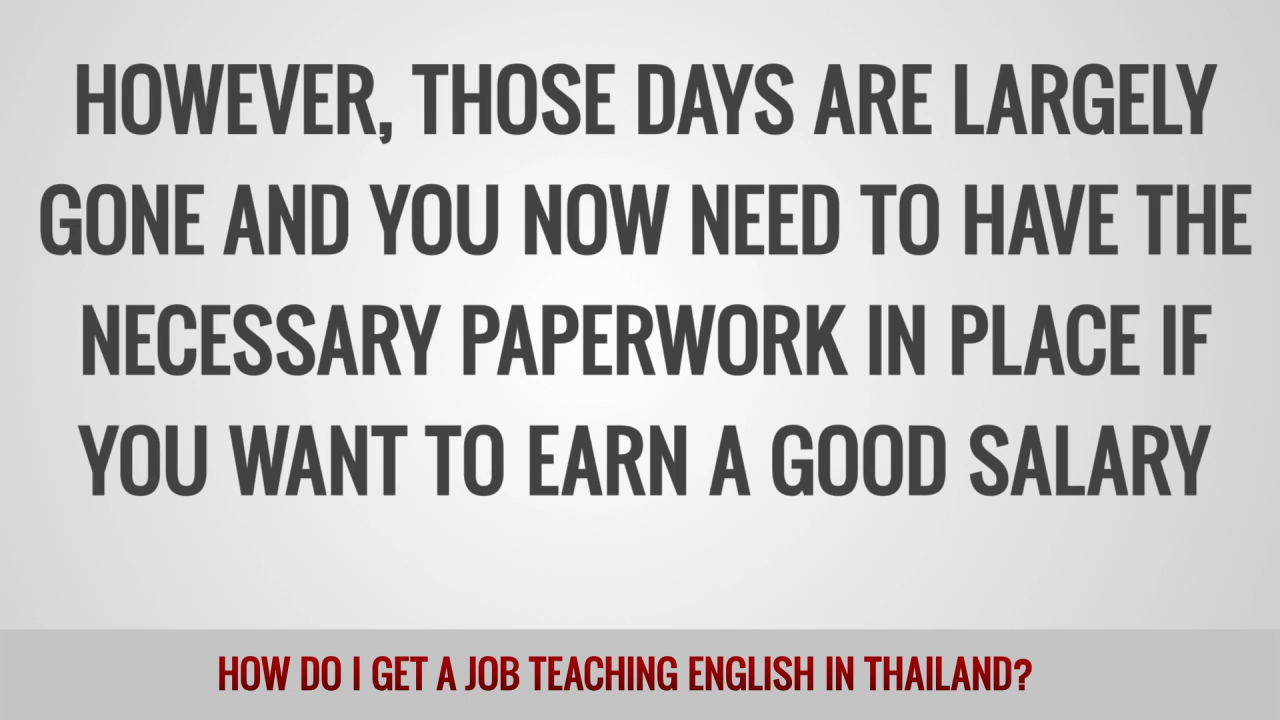 HOWEVER, THOSE DAYS ARE LARGELY
GONE AND YOU NOW NEED TO HAVE THE
NECESSARY PAPERWORK IN PLACE IF
YOU WANT TO EARN A GOOD SALARY
HOW DO I GET A JOB TEACHING ENGLISH IN THAILAND?